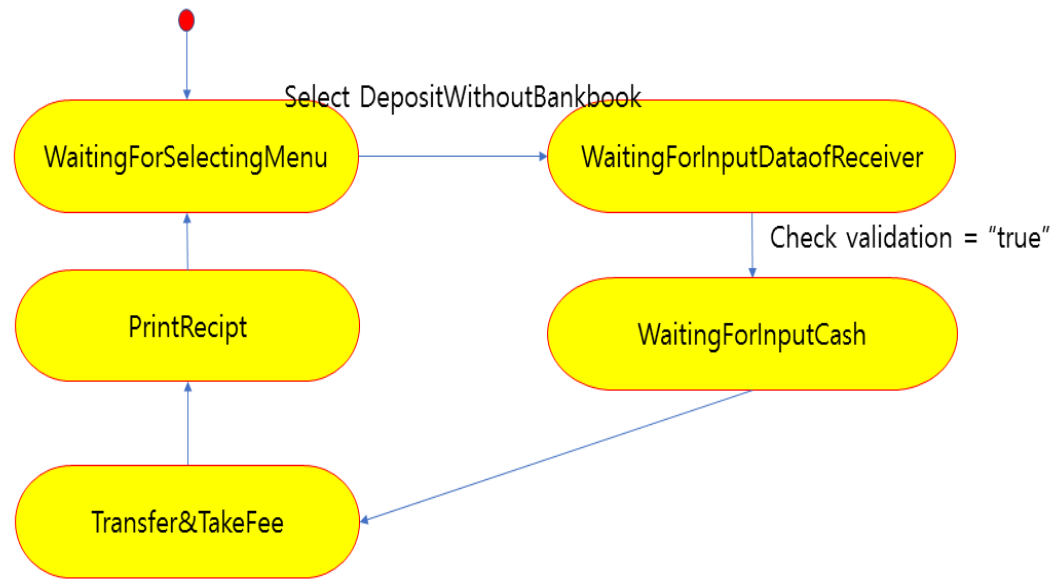 Select DepositWithoutBankbook
WaitingForSelectingMenu
WaitingForInputDataofReceiver
Check validation = “true”
PrintRecipt
WaitingForInputCash
Transfer&TakeFee